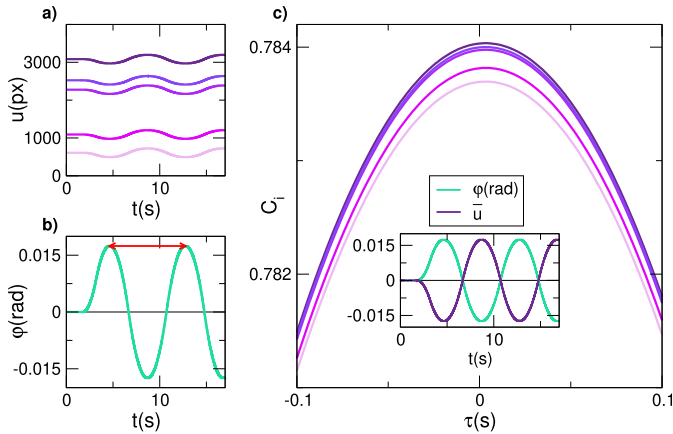 a)
u(px)
3000
1000
0
0
10
t(s)
b)
φ(rad)
0.015
0
-0.015
0
10
t(s)
c)
C_i
0.784
0.782
-0.1
0
0.1
τ(s)
φ(rad)
u̅
0.015
0
-0.015
0
5
10
15
t(s)